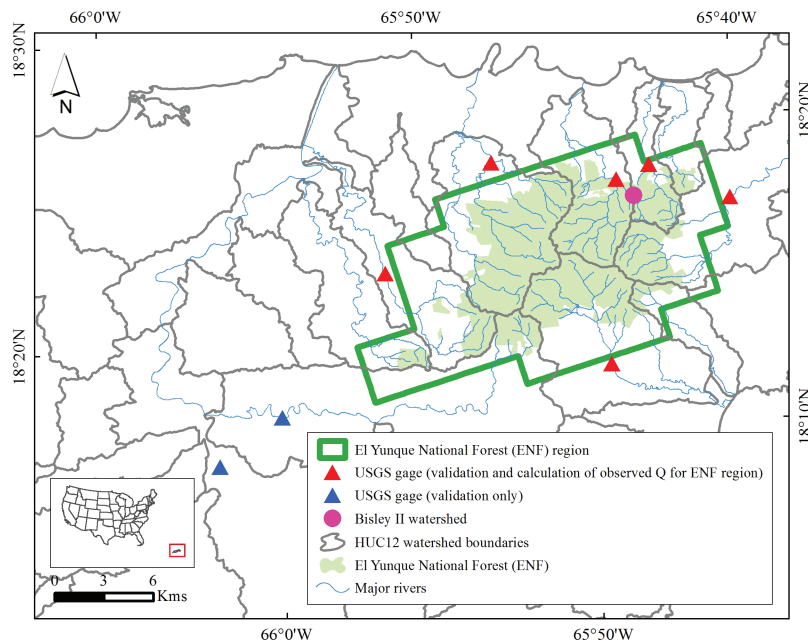 66°0'W 65°50'W 65°40'W
18°30'N
18°20'N
N
18°20'N
18°10'N
El Yunque National Forest (ENF) region
USGS gage (validation and calculation of observed Q for ENF region)
USGS gage (validation only)
Bisley II watershed
HUC12 watershed boundaries
El Yunque National Forest (ENF)
Major rivers
0 3 6
Kms
66°0'W 65°50'W